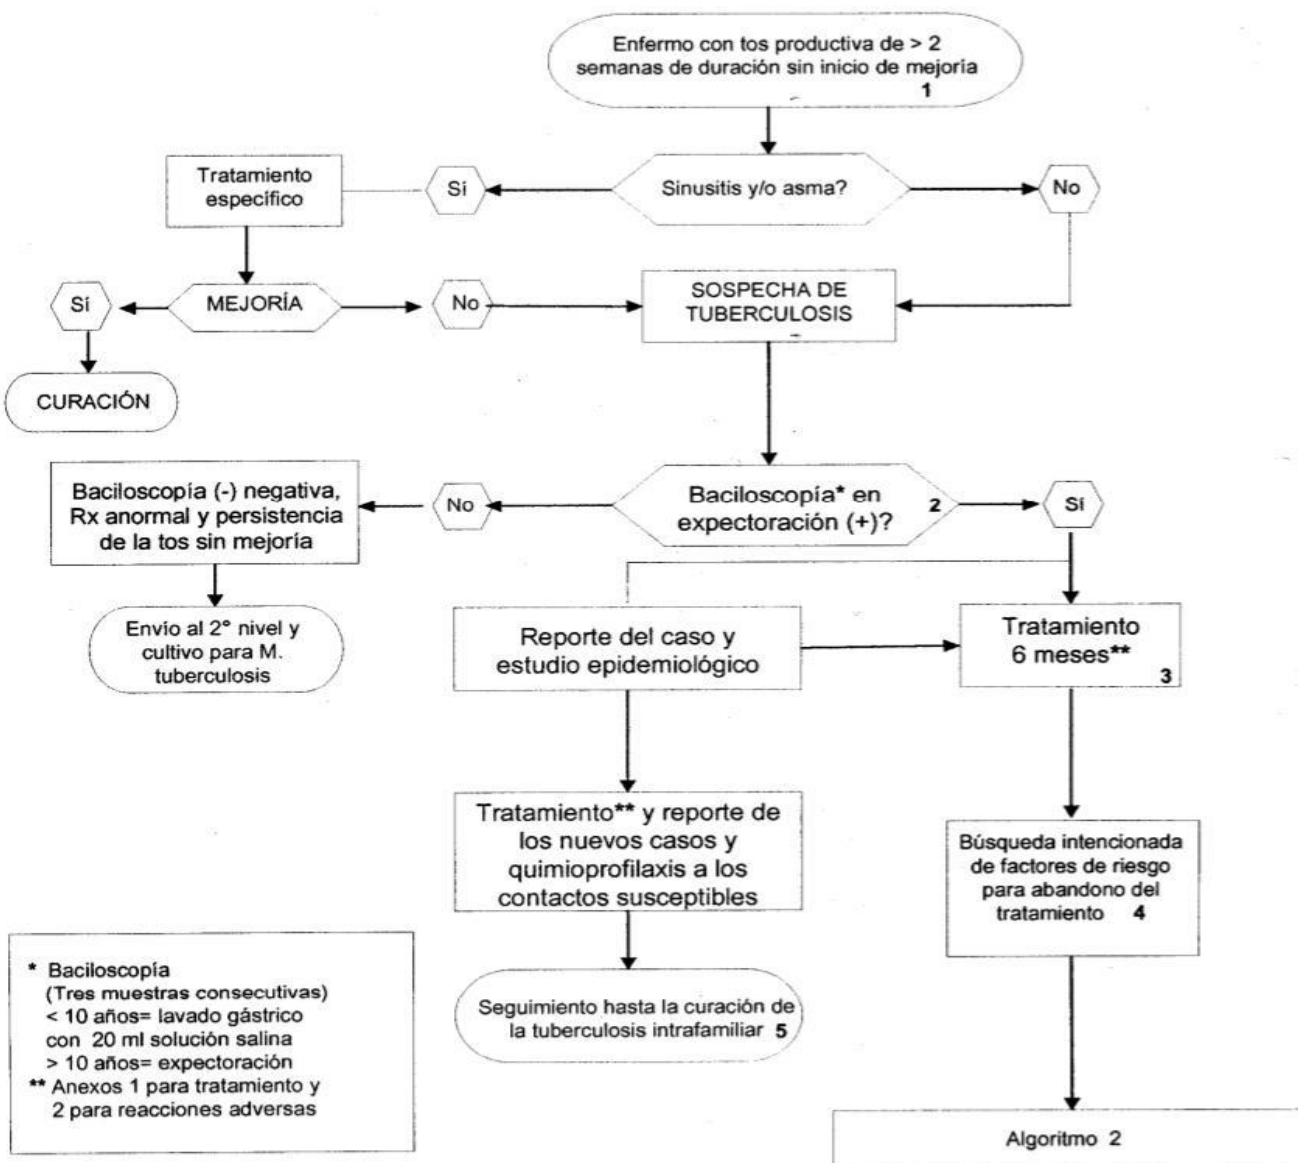 Enfermo con tos productiva de > 2
semanas de duración sin inicio de mejoría
1
Tratamiento
específico
Sí
Sinusitis y/o asma?
No
Sí
MEJORÍA
No
SOSPECHA DE
TUBERCULOSIS
CURACIÓN
Baciloscopía (-) negativa,
Rx anormal y persistencia
de la tos sin mejoría
No
Baciloscopía* en
expectoración (+)?
2
Sí
Envío al 2° nivel y
cultivo para M.
tuberculosis
Reporte del caso y
estudio epidemiológico
Tratamiento
6 meses**
3
Tratamiento** y reporte de
los nuevos casos y
quimioprofilaxis a los
contactos susceptibles
Búsqueda intencionada
de factores de riesgo
para abandono del
tratamiento 4
Seguimiento hasta la curación de
la tuberculosis intrafamiliar 5
* Baciloscopía
(Tres muestras consecutivas)
< 10 años= lavado gástrico
con 20 ml solución salina
> 10 años= expectoración
** Anexos 1 para tratamiento y
2 para reacciones adversas
Algoritmo 2